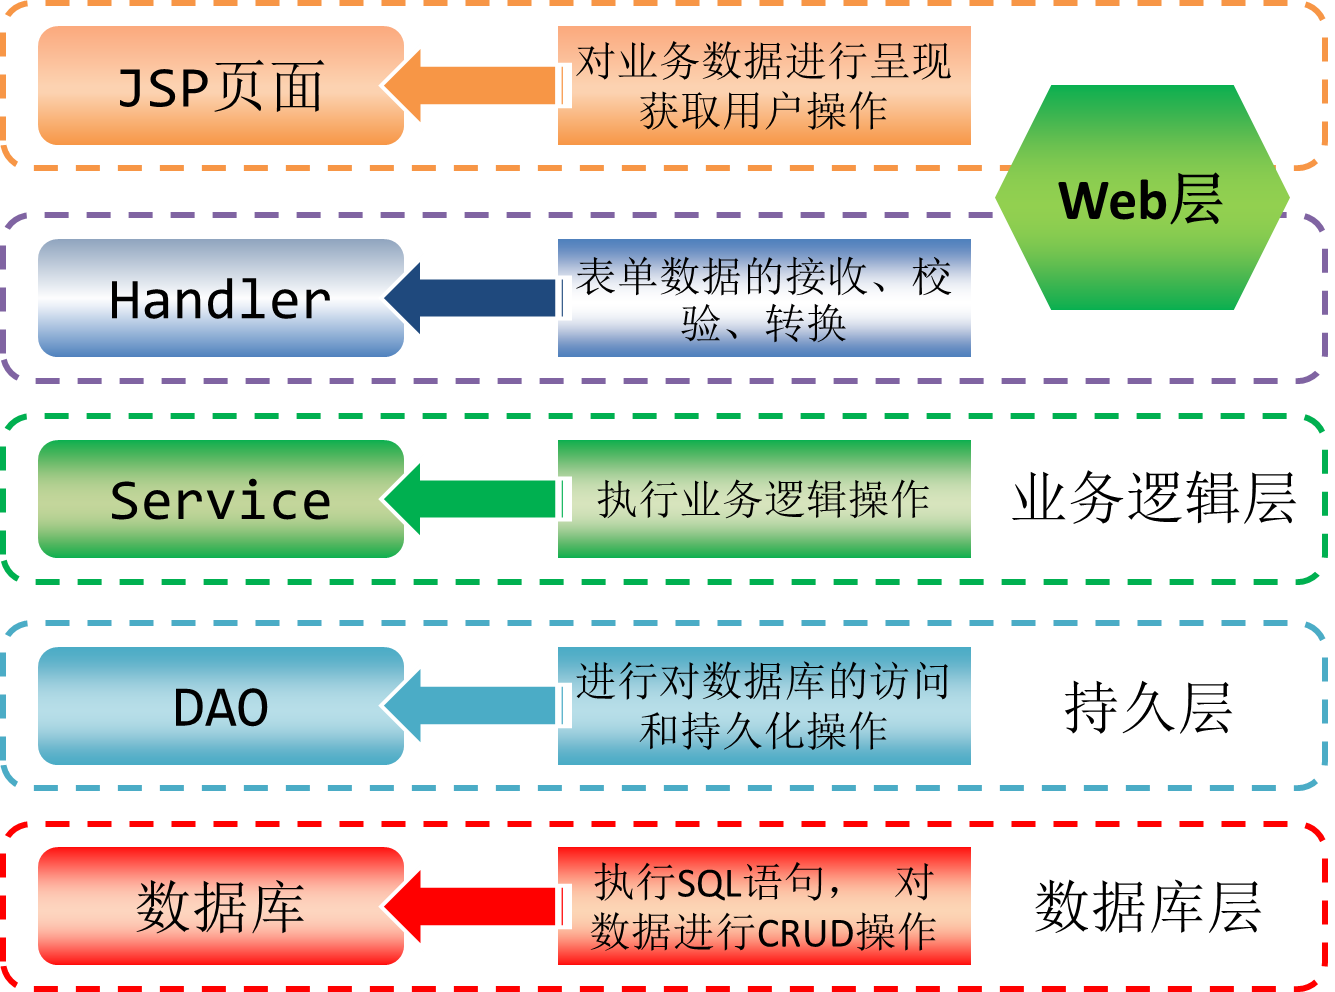 JSP页面
对业务数据进行呈现
获取用户操作
Web层
Handler
表单数据的接收、校
验、转换
Service
执行业务逻辑操作
业务逻辑层
DAO
进行对数据库的访问
和持久化操作
持久层
数据库
执行SQL语句， 对
数据进行CRUD操作
数据库层